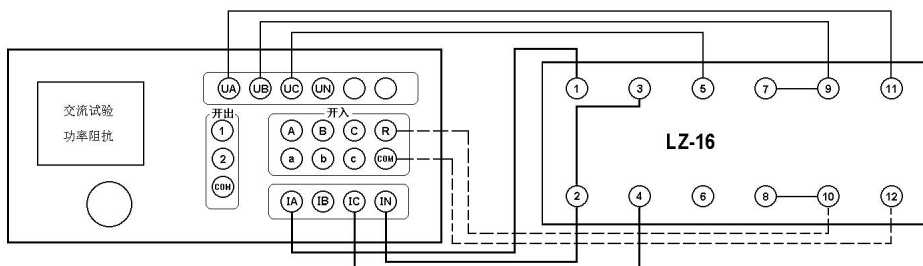 UA UB UC UN
交流试验
功率阻抗
开出
1
2
COM
开入
A B C R
a b c COM
IA IB IC IN
1 3 5 7 9 11
LZ-16
2 4 6 8 10 12